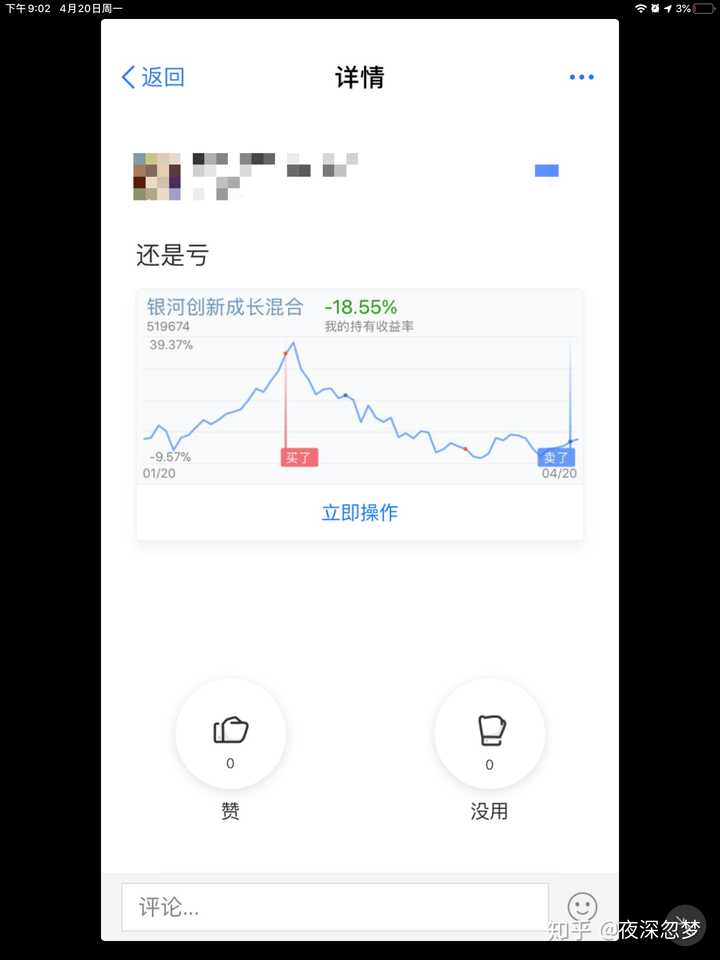 下午9:02 4月20日周一 3%
返回 详情
还是亏
银河创新成长混合 -18.55%
519674 我的持有收益率
39.37%
-9.57% 买了 卖了
01/20 04/20
立即操作
0 0
赞 没用
评论...
知乎 @夜深忽梦